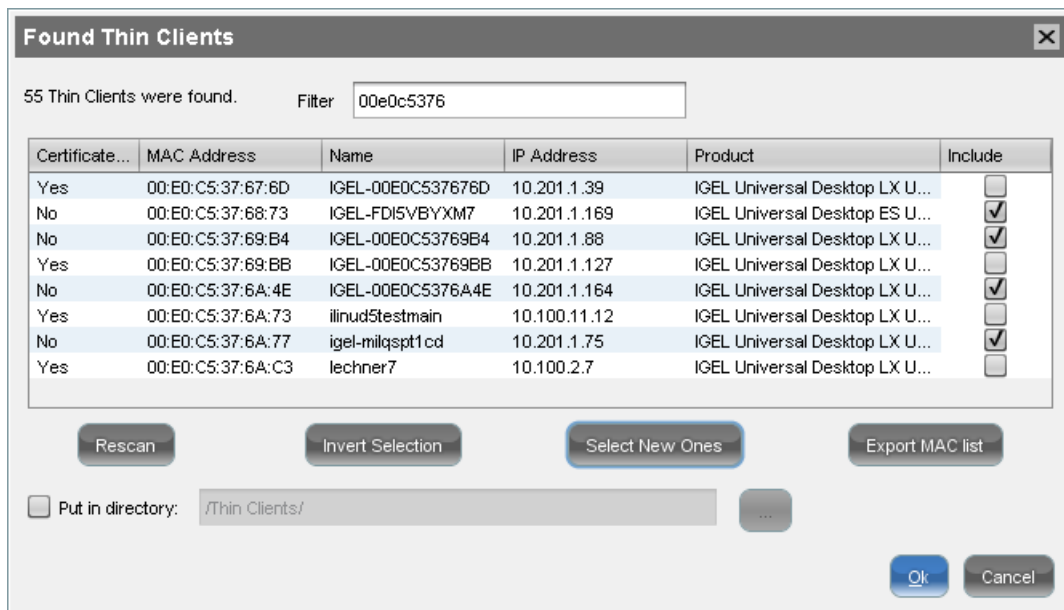 Found Thin Clients
55 Thin Clients were found. Filter 00e0c5376
Certificate... MAC Address Name IP Address Product Include
Yes 00:E0:C5:37:67:6D IGEL-00E0C537676D 10.201.1.39 IGEL Universal Desktop LX U...
No 00:E0:C5:37:68:73 IGEL-FDI5VBYXM7 10.201.1.169 IGEL Universal Desktop ES U...
No 00:E0:C5:37:69:B4 IGEL-00E0C53769B4 10.201.1.88 IGEL Universal Desktop LX U...
Yes 00:E0:C5:37:69:BB IGEL-00E0C53769BB 10.201.1.127 IGEL Universal Desktop LX U...
No 00:E0:C5:37:6A:4E IGEL-00E0C5376A4E 10.201.1.164 IGEL Universal Desktop LX U...
Yes 00:E0:C5:37:6A:73 ilinud5testmain 10.100.11.12 IGEL Universal Desktop LX U...
No 00:E0:C5:37:6A:77 igel-milqspt1cd 10.201.1.75 IGEL Universal Desktop LX U...
Yes 00:E0:C5:37:6A:C3 lechner7 10.100.2.7 IGEL Universal Desktop LX U...
Rescan Invert Selection Select New Ones Export MAC list
Put in directory: /Thin Clients/ ...
Ok Cancel